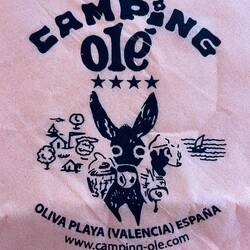 CAMPiNG
olé
OLIVA PLAYA (VALENCIA) ESPAÑA
www.camping-ole.com